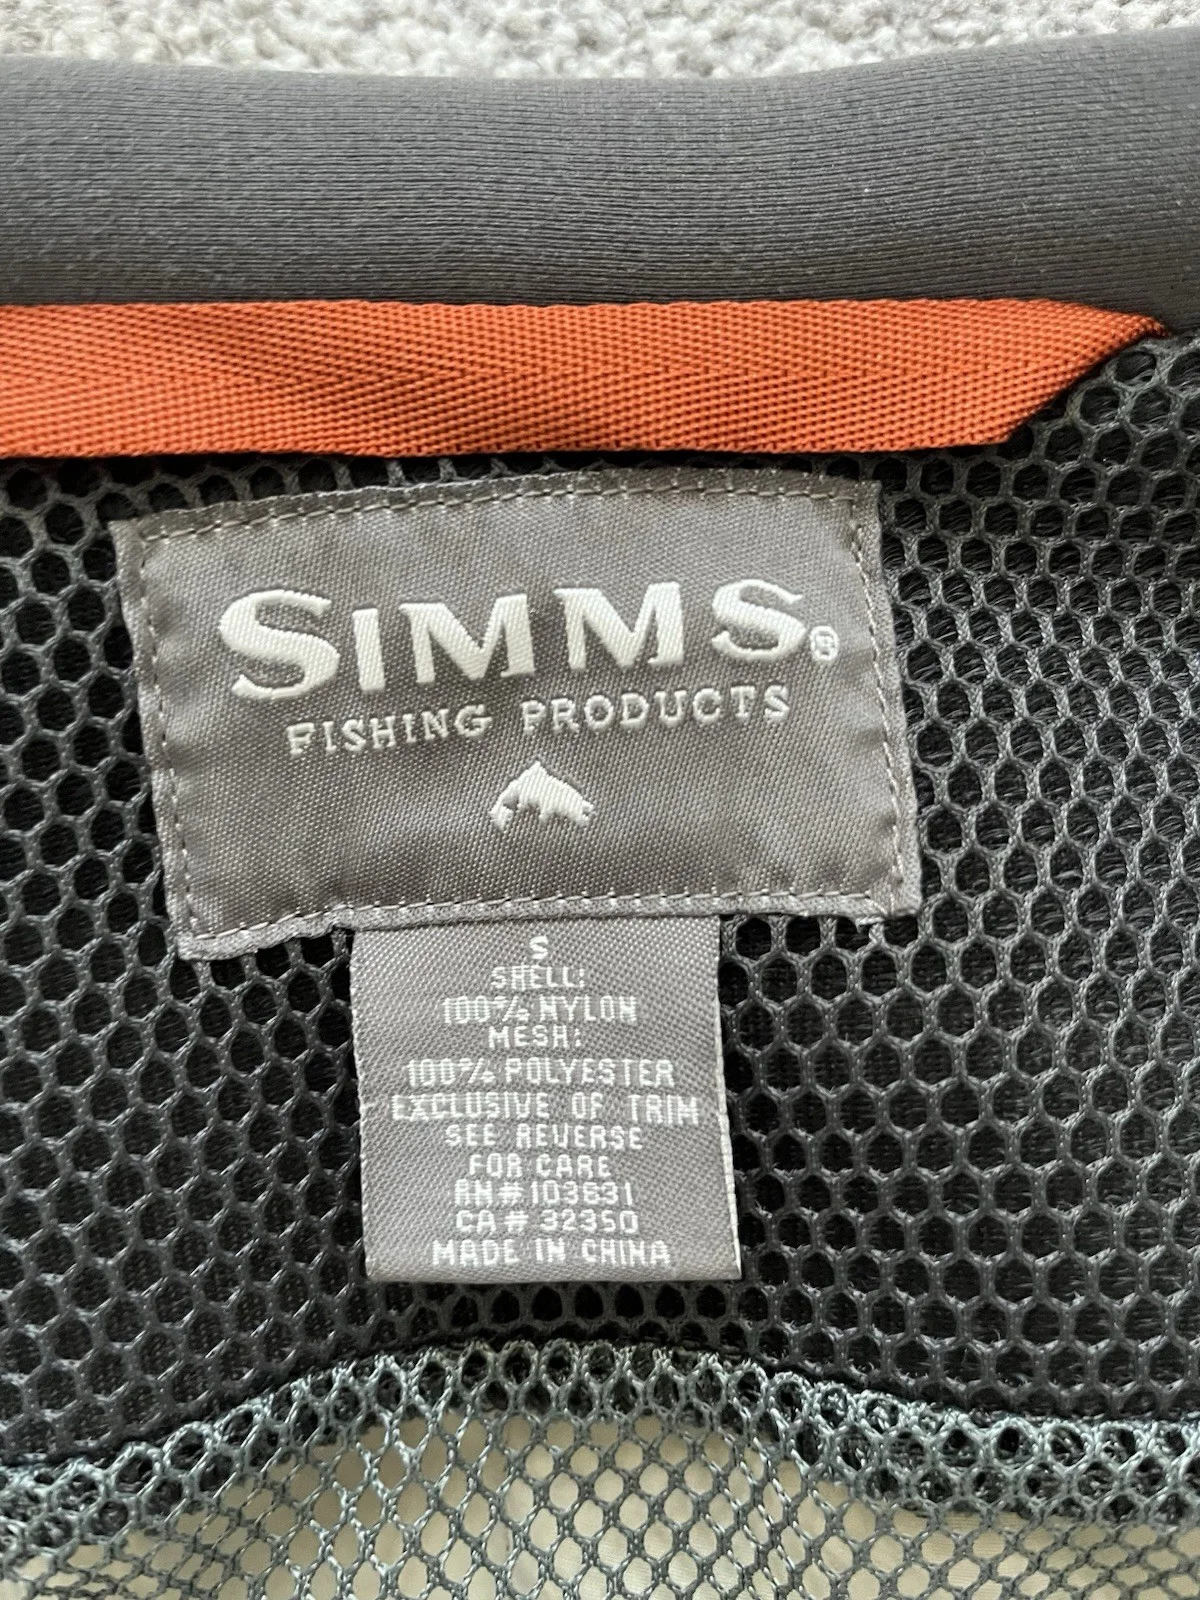 SIMMS®
FISHING PRODUCTS
S
SHELL:
100% NYLON
MESH:
100% POLYESTER
EXCLUSIVE OF TRIM
SEE REVERSE
FOR CARE
RN# 103631
CA# 32350
MADE IN CHINA